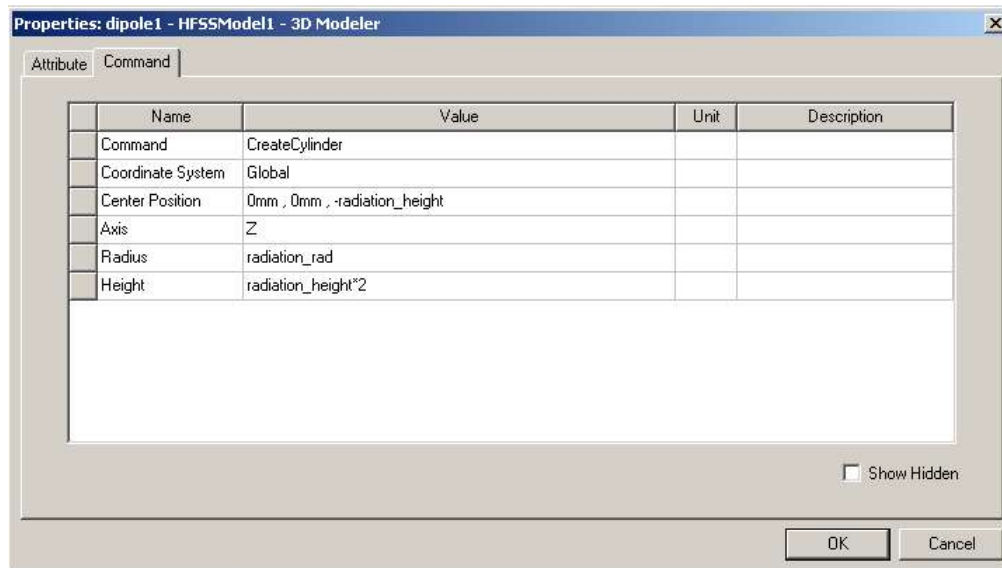 Properties: dipole1 - HFSSModel1 - 3D Modeler
Attribute Command
Name Value Unit Description
Command CreateCylinder
Coordinate System Global
Center Position 0mm , 0mm , -radiation_height
Axis Z
Radius radiation_rad
Height radiation_height*2
Show Hidden
OK Cancel